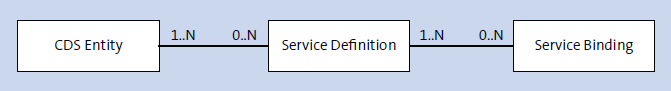 CDS Entity 1..N 0..N Service Definition 1..N 0..N Service Binding